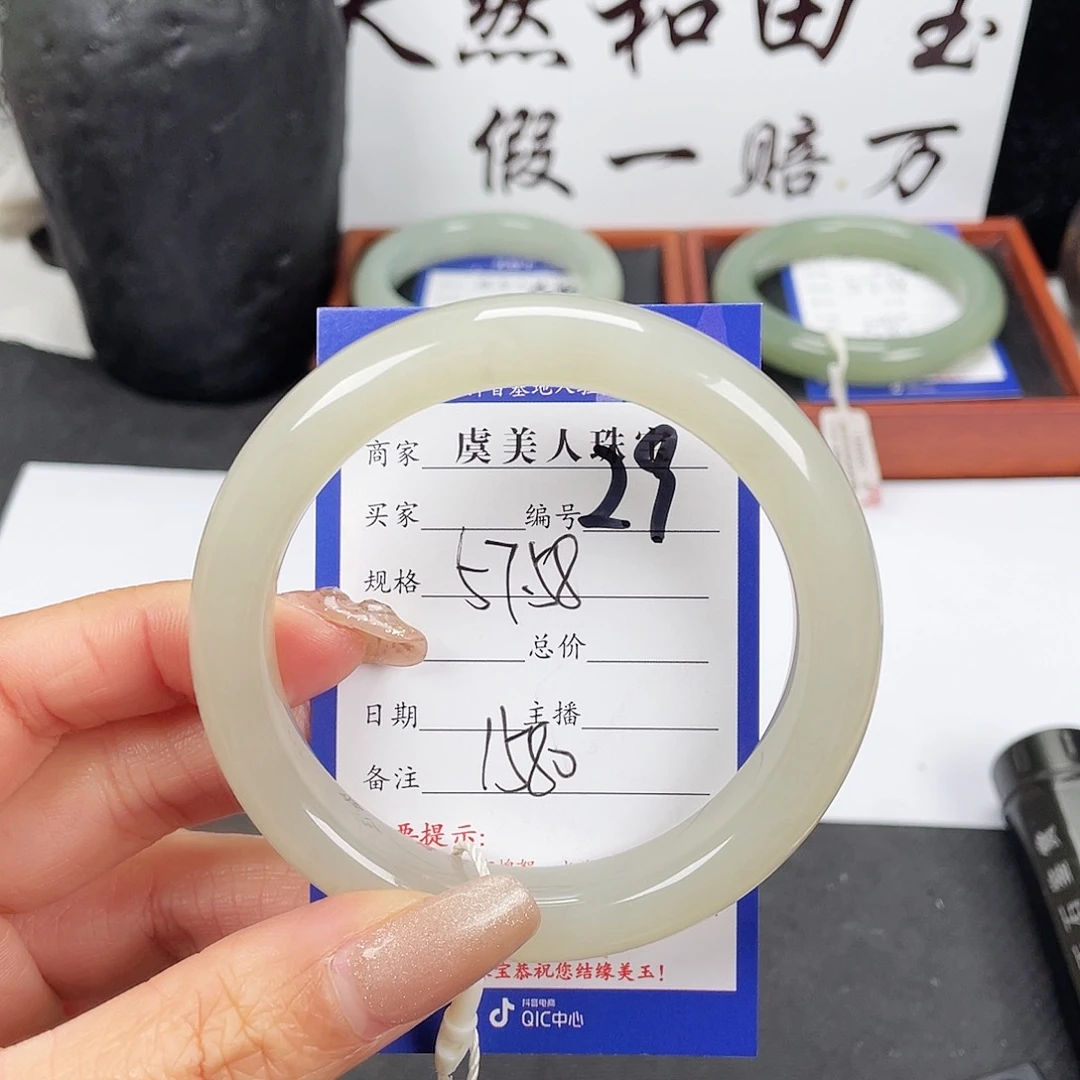 天然和田玉
假一赔万
商家 虞美人珠宝
买家 编号 29
规格 57.58
总价
日期 主播
备注 1580
要提示:
宝恭祝您结缘美玉!
抖音电商
QIC中心